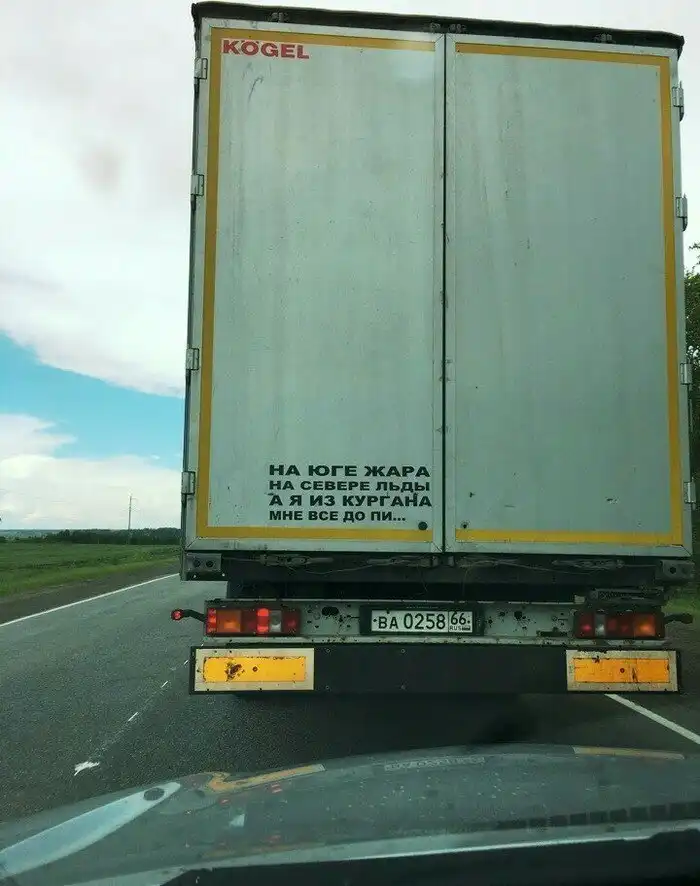 KÖGEL
НА ЮГЕ ЖАРА
НА СЕВЕРЕ ЛЬДЫ
А Я ИЗ КУРГАНА
МНЕ ВСЕ ДО ПИ...
ВА 0258 66
RUS